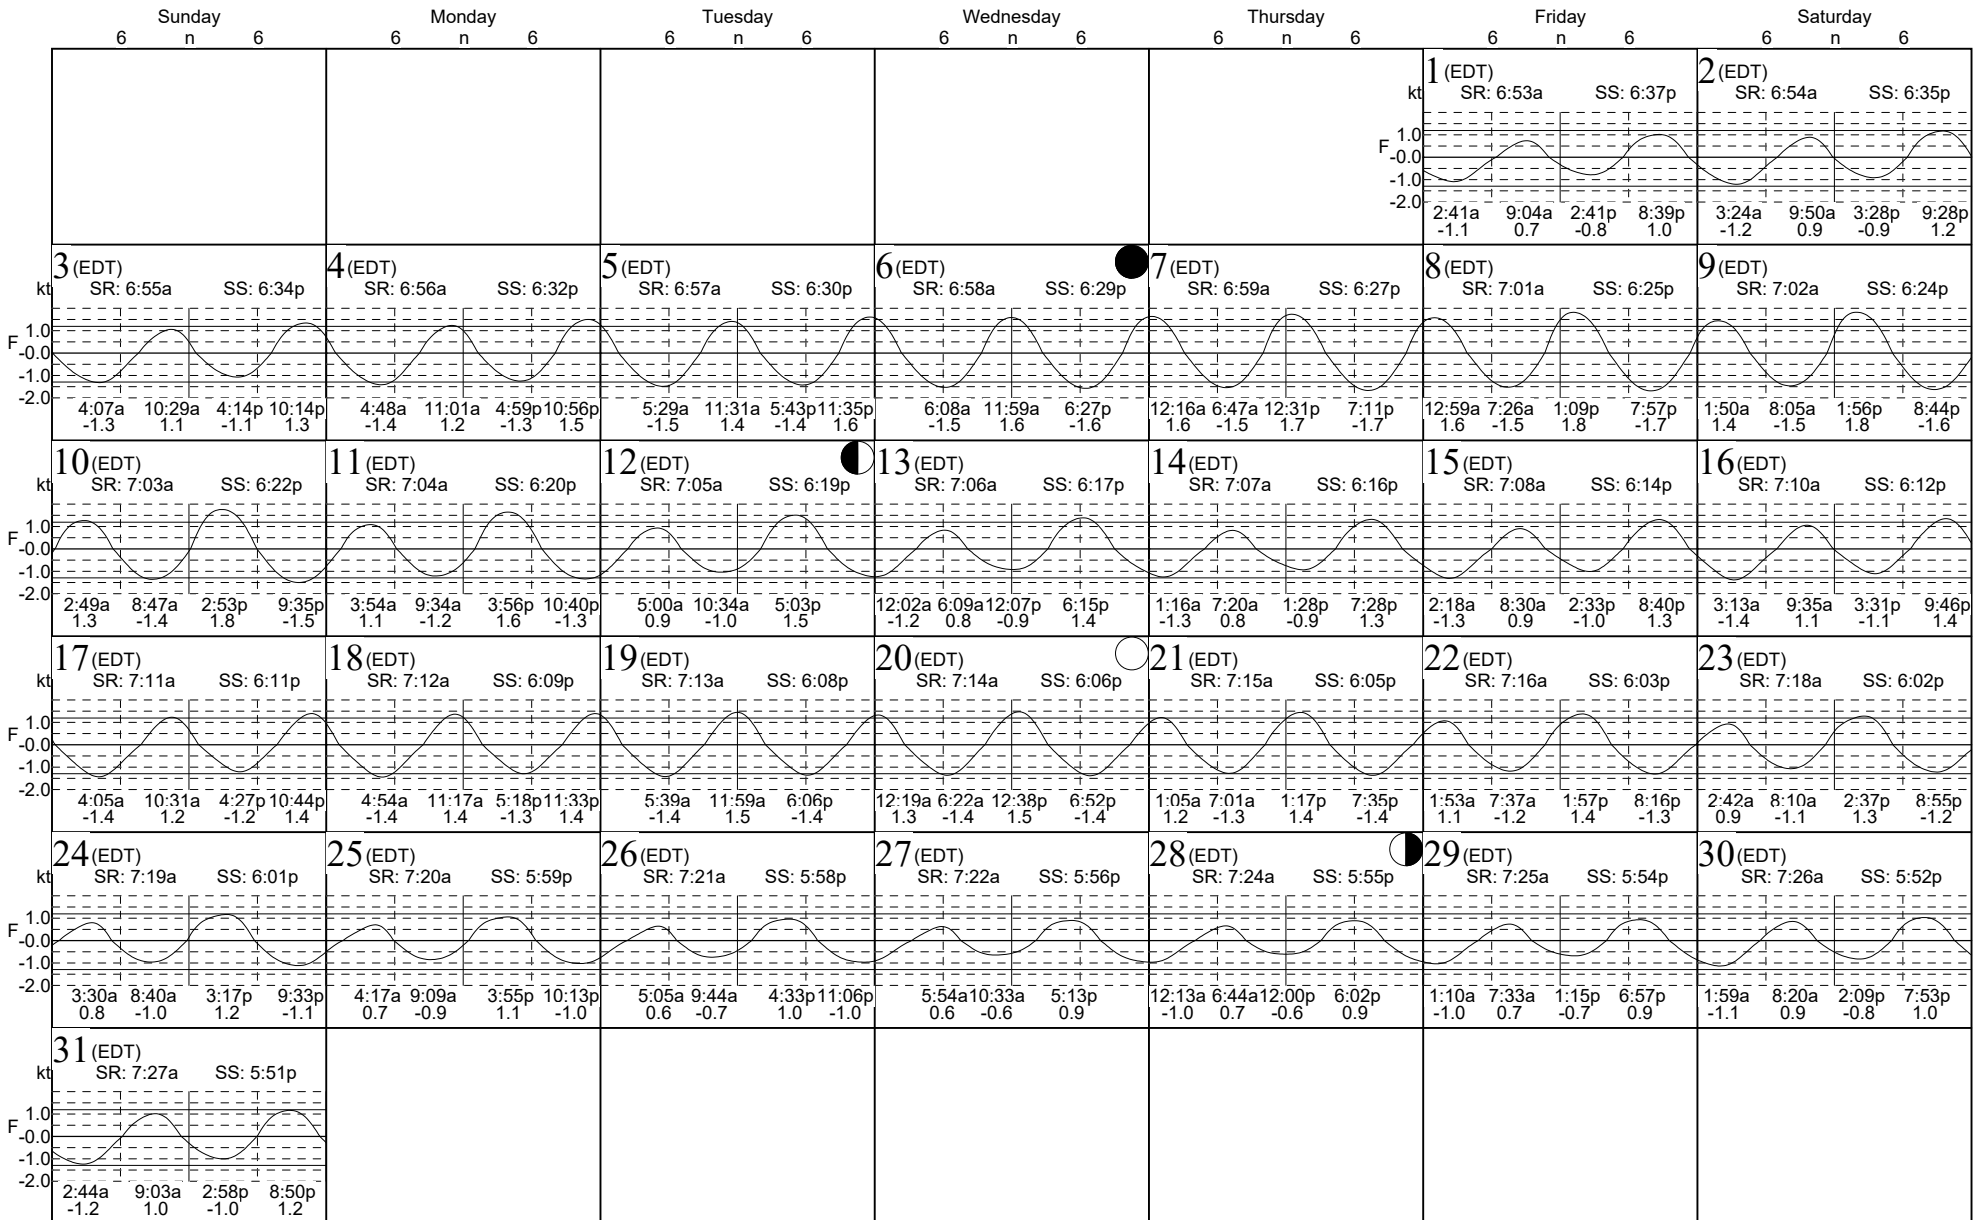 Sunday Monday Tuesday Wednesday Thursday Friday Saturday
6 n 6 6 n 6 6 n 6 6 n 6 6 n 6 6 n 6 6 n 6
1 (EDT) 2 (EDT)
kt SR: 6:53a SS: 6:37p SR: 6:54a SS: 6:35p
1.0
F
-0.0
-1.0
-2.0
2:41a 9:04a 2:41p 8:39p 3:24a 9:50a 3:28p 9:28p
-1.1 0.7 -0.8 1.0 -1.2 0.9 -0.9 1.2
3 (EDT) 4 (EDT) 5 (EDT) 6 (EDT) 7 (EDT) 8 (EDT) 9 (EDT)
kt SR: 6:55a SS: 6:34p SR: 6:56a SS: 6:32p SR: 6:57a SS: 6:30p SR: 6:58a SS: 6:29p SR: 6:59a SS: 6:27p SR: 7:01a SS: 6:25p SR: 7:02a SS: 6:24p
1.0
F
-0.0
-1.0
-2.0
4:07a 10:29a 4:14p 10:14p 4:48a 11:01a 4:59p 10:56p 5:29a 11:31a 5:43p 11:35p 6:08a 11:59a 6:27p 12:16a 6:47a 12:31p 7:11p 12:59a 7:26a 1:09p 7:57p 1:50a 8:05a 1:56p 8:44p
-1.3 1.1 -1.1 1.3 -1.4 1.2 -1.3 1.5 -1.5 1.4 -1.4 1.6 -1.5 1.6 -1.6 1.6 -1.5 1.7 -1.7 1.6 -1.5 1.8 -1.7 1.4 -1.5 1.8 -1.6
10 (EDT) 11 (EDT) 12 (EDT) 13 (EDT) 14 (EDT) 15 (EDT) 16 (EDT)
kt SR: 7:03a SS: 6:22p SR: 7:04a SS: 6:20p SR: 7:05a SS: 6:19p SR: 7:06a SS: 6:17p SR: 7:07a SS: 6:16p SR: 7:08a SS: 6:14p SR: 7:10a SS: 6:12p
1.0
F
-0.0
-1.0
-2.0
2:49a 8:47a 2:53p 9:35p 3:54a 9:34a 3:56p 10:40p 5:00a 10:34a 5:03p 12:02a 6:09a 12:07p 6:15p 1:16a 7:20a 1:28p 7:28p 2:18a 8:30a 2:33p 8:40p 3:13a 9:35a 3:31p 9:46p
1.3 -1.4 1.8 -1.5 1.1 -1.2 1.6 -1.3 0.9 -1.0 1.5 -1.2 0.8 -0.9 1.4 -1.3 0.8 -0.9 1.3 -1.3 0.9 -1.0 1.3 -1.4 1.1 -1.1 1.4
17 (EDT) 18 (EDT) 19 (EDT) 20 (EDT) 21 (EDT) 22 (EDT) 23 (EDT)
kt SR: 7:11a SS: 6:11p SR: 7:12a SS: 6:09p SR: 7:13a SS: 6:08p SR: 7:14a SS: 6:06p SR: 7:15a SS: 6:05p SR: 7:16a SS: 6:03p SR: 7:18a SS: 6:02p
1.0
F
-0.0
-1.0
-2.0
4:05a 10:31a 4:27p 10:44p 4:54a 11:17a 5:18p 11:33p 5:39a 11:59a 6:06p 12:19a 6:22a 12:38p 6:52p 1:05a 7:01a 1:17p 7:35p 1:53a 7:37a 1:57p 8:16p 2:42a 8:10a 2:37p 8:55p
-1.4 1.2 -1.2 1.4 -1.4 1.4 -1.3 1.4 -1.4 1.5 -1.4 1.3 -1.4 1.5 -1.4 1.2 -1.3 1.4 -1.4 1.1 -1.2 1.4 -1.3 0.9 -1.1 1.3 -1.2
24 (EDT) 25 (EDT) 26 (EDT) 27 (EDT) 28 (EDT) 29 (EDT) 30 (EDT)
kt SR: 7:19a SS: 6:01p SR: 7:20a SS: 5:59p SR: 7:21a SS: 5:58p SR: 7:22a SS: 5:56p SR: 7:24a SS: 5:55p SR: 7:25a SS: 5:54p SR: 7:26a SS: 5:52p
1.0
F
-0.0
-1.0
-2.0
3:30a 8:40a 3:17p 9:33p 4:17a 9:09a 3:55p 10:13p 5:05a 9:44a 4:33p 11:06p 5:54a 10:33a 5:13p 12:13a 6:44a 12:00p 6:02p 1:10a 7:33a 1:15p 6:57p 1:59a 8:20a 2:09p 7:53p
0.8 -1.0 1.2 -1.1 0.7 -0.9 1.1 -1.0 0.6 -0.7 1.0 -1.0 0.6 -0.6 0.9 -1.0 0.7 -0.6 0.9 -1.0 0.7 -0.7 0.9 -1.1 0.9 -0.8 1.0
31 (EDT)
kt SR: 7:27a SS: 5:51p
1.0
F
-0.0
-1.0
-2.0
2:44a 9:03a 2:58p 8:50p
-1.2 1.0 -1.0 1.2